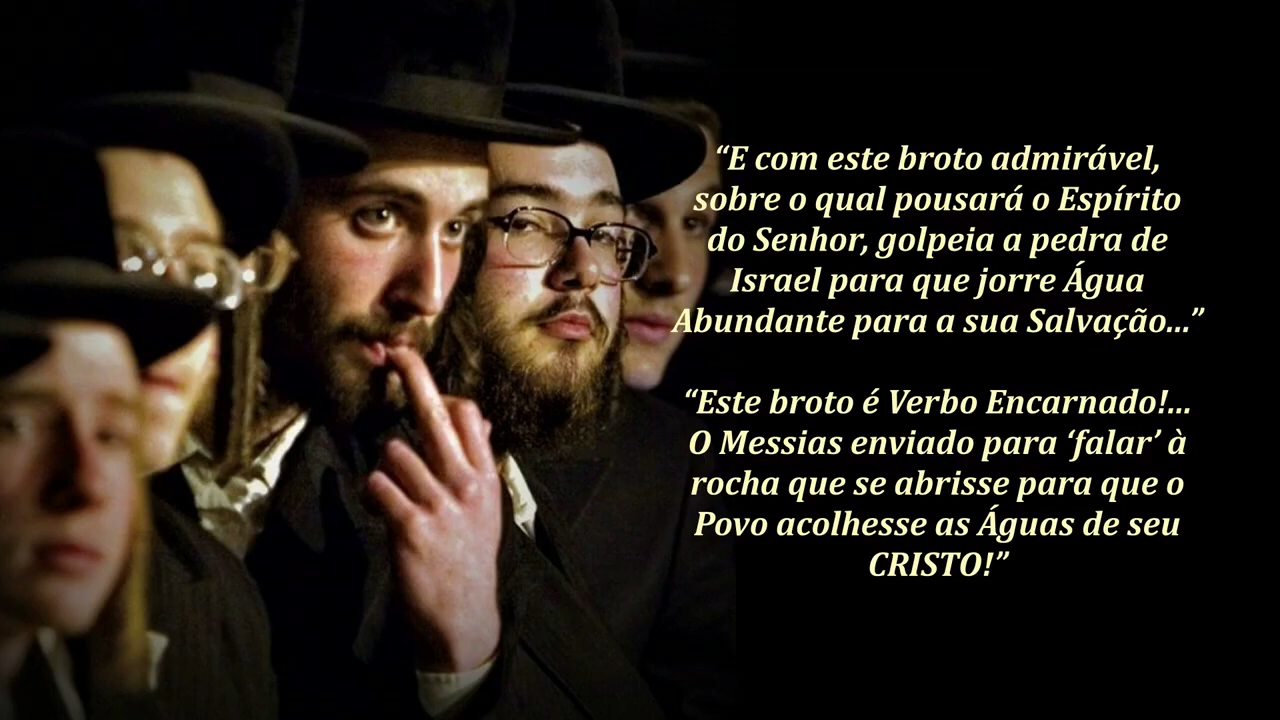 “E com este broto admirável,
sobre o qual pousará o Espírito
do Senhor, golpeia a pedra de
Israel para que jorre Água
Abundante para a sua Salvação...”
“Este broto é Verbo Encarnado!...
O Messias enviado para ‘falar’ à
rocha que se abrisse para que o
Povo acolhesse as Águas de seu
CRISTO!”